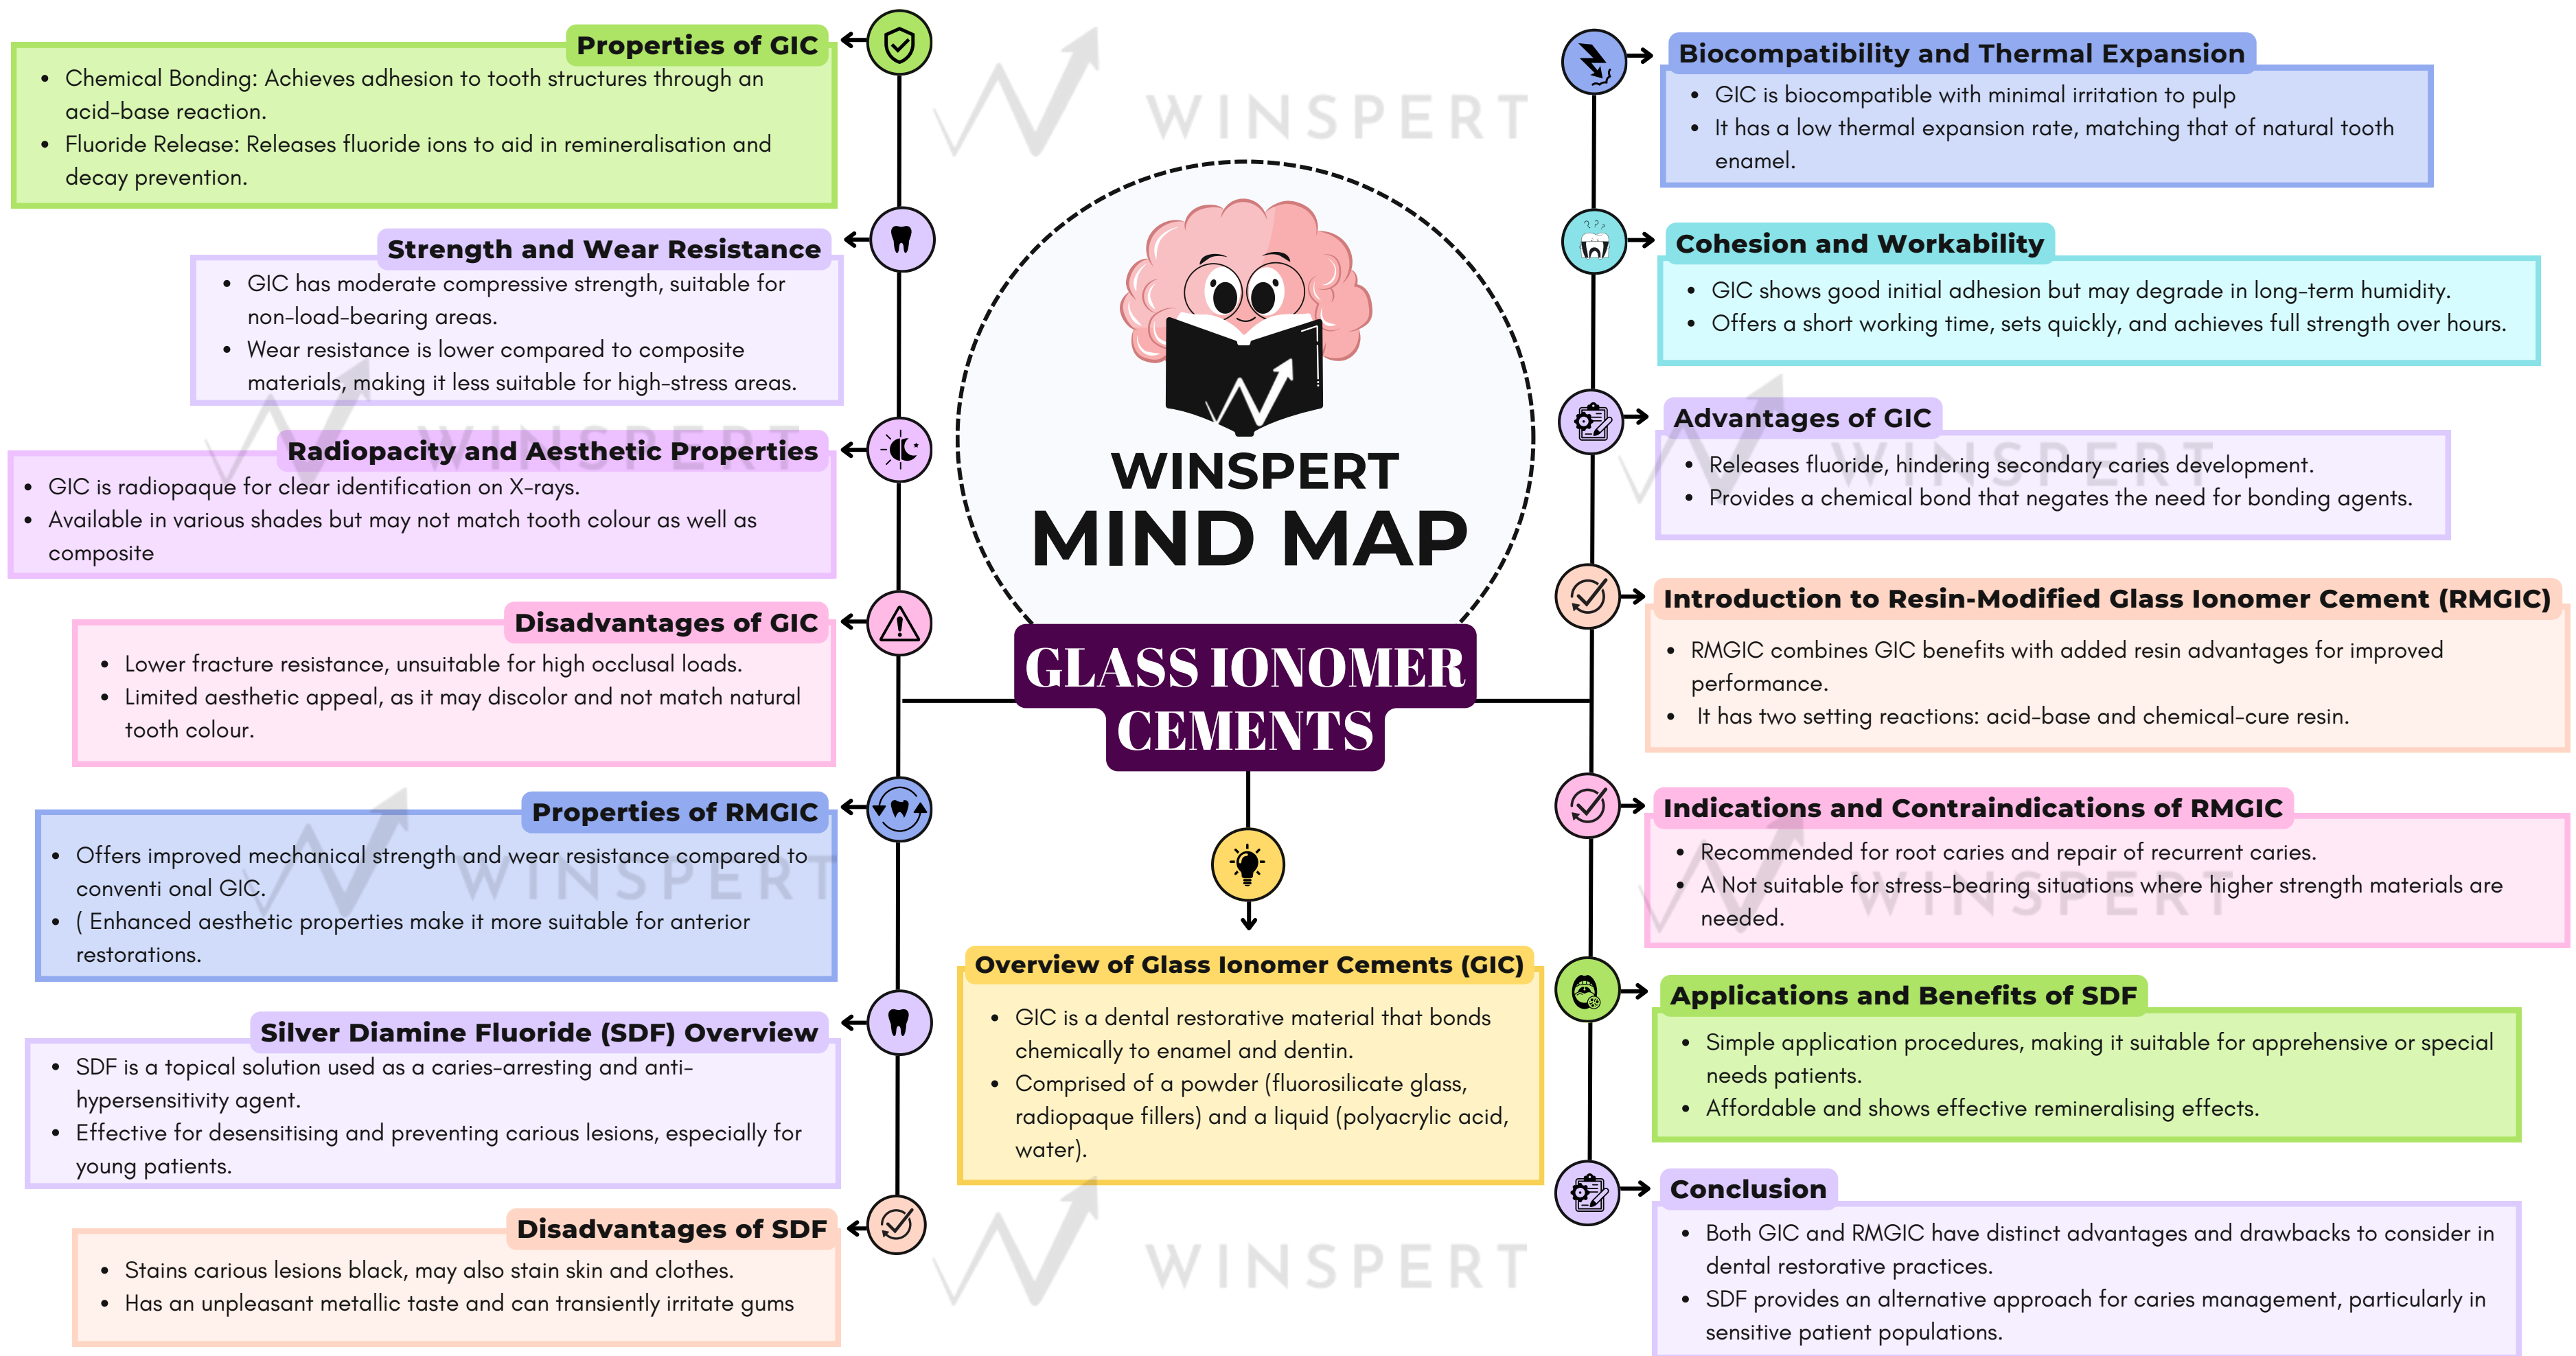 Properties of GIC
• Chemical Bonding: Achieves adhesion to tooth structures through an
acid-base reaction.
• Fluoride Release: Releases fluoride ions to aid in remineralisation and
decay prevention.
Strength and Wear Resistance
• GIC has moderate compressive strength, suitable for
non-load-bearing areas.
• Wear resistance is lower compared to composite
materials, making it less suitable for high-stress areas.
Radiopacity and Aesthetic Properties
• GIC is radiopaque for clear identification on X-rays.
• Available in various shades but may not match tooth colour as well as
composite
Disadvantages of GIC
• Lower fracture resistance, unsuitable for high occlusal loads.
• Limited aesthetic appeal, as it may discolor and not match natural
tooth colour.
Properties of RMGIC
• Offers improved mechanical strength and wear resistance compared to
conventi onal GIC.
• ( Enhanced aesthetic properties make it more suitable for anterior
restorations.
Silver Diamine Fluoride (SDF) Overview
• SDF is a topical solution used as a caries-arresting and anti-
hypersensitivity agent.
• Effective for desensitising and preventing carious lesions, especially for
young patients.
Disadvantages of SDF
• Stains carious lesions black, may also stain skin and clothes.
• Has an unpleasant metallic taste and can transiently irritate gums
WINSPERT
WINSPERT
MIND MAP
GLASS IONOMER
CEMENTS
Overview of Glass Ionomer Cements (GIC)
• GIC is a dental restorative material that bonds
chemically to enamel and dentin.
• Comprised of a powder (fluorosilicate glass,
radiopaque fillers) and a liquid (polyacrylic acid,
water).
WINSPERT
Biocompatibility and Thermal Expansion
• GIC is biocompatible with minimal irritation to pulp
• It has a low thermal expansion rate, matching that of natural tooth
enamel.
Cohesion and Workability
???
• GIC shows good initial adhesion but may degrade in long-term humidity.
• Offers a short working time, sets quickly, and achieves full strength over hours.
Advantages of GIC
• Releases fluoride, hindering secondary caries development.
• Provides a chemical bond that negates the need for bonding agents.
Introduction to Resin-Modified Glass Ionomer Cement (RMGIC)
• RMGIC combines GIC benefits with added resin advantages for improved
performance.
• It has two setting reactions: acid-base and chemical-cure resin.
Indications and Contraindications of RMGIC
• Recommended for root caries and repair of recurrent caries.
• A Not suitable for stress-bearing situations where higher strength materials are
needed.
Applications and Benefits of SDF
• Simple application procedures, making it suitable for apprehensive or special
needs patients.
• Affordable and shows effective remineralising effects.
Conclusion
• Both GIC and RMGIC have distinct advantages and drawbacks to consider in
dental restorative practices.
• SDF provides an alternative approach for caries management, particularly in
sensitive patient populations.
WINSPERT
WINSPERT
WINSPERT
WINSPERT